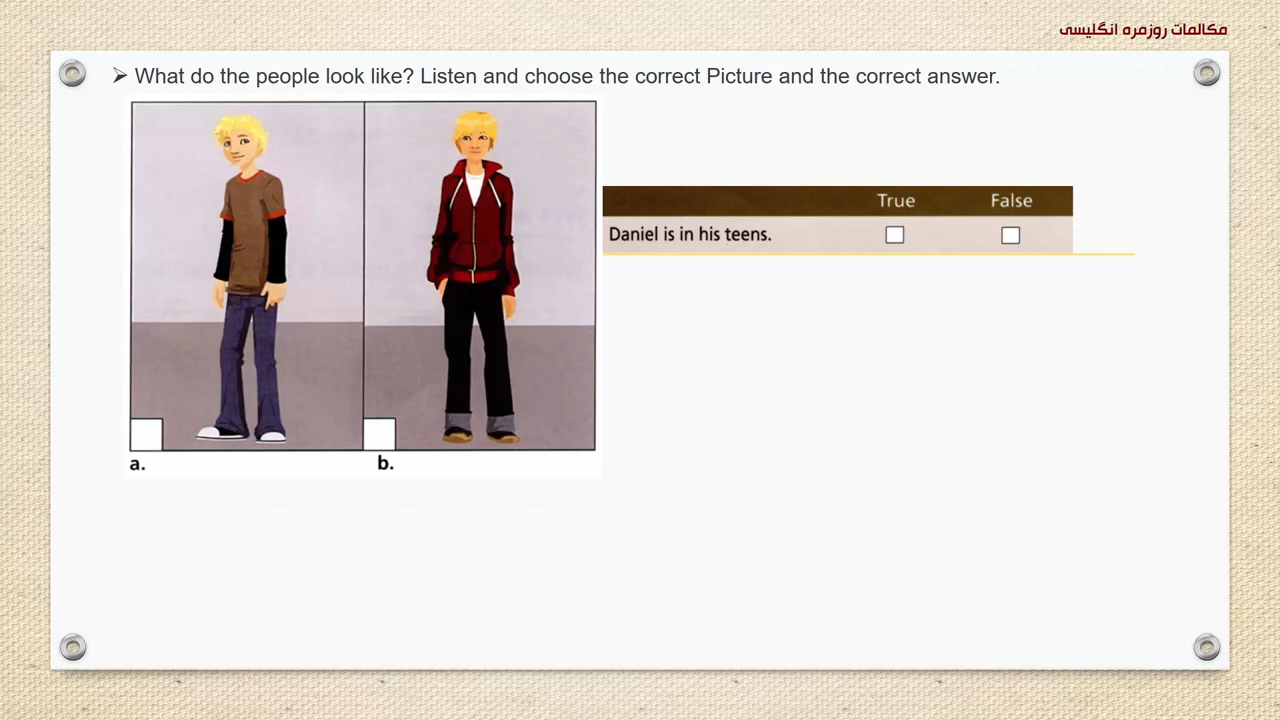 مکالمات روزمره انگلیسی
What do the people look like? Listen and choose the correct Picture and the correct answer.
True False
Daniel is in his teens.
a. b.